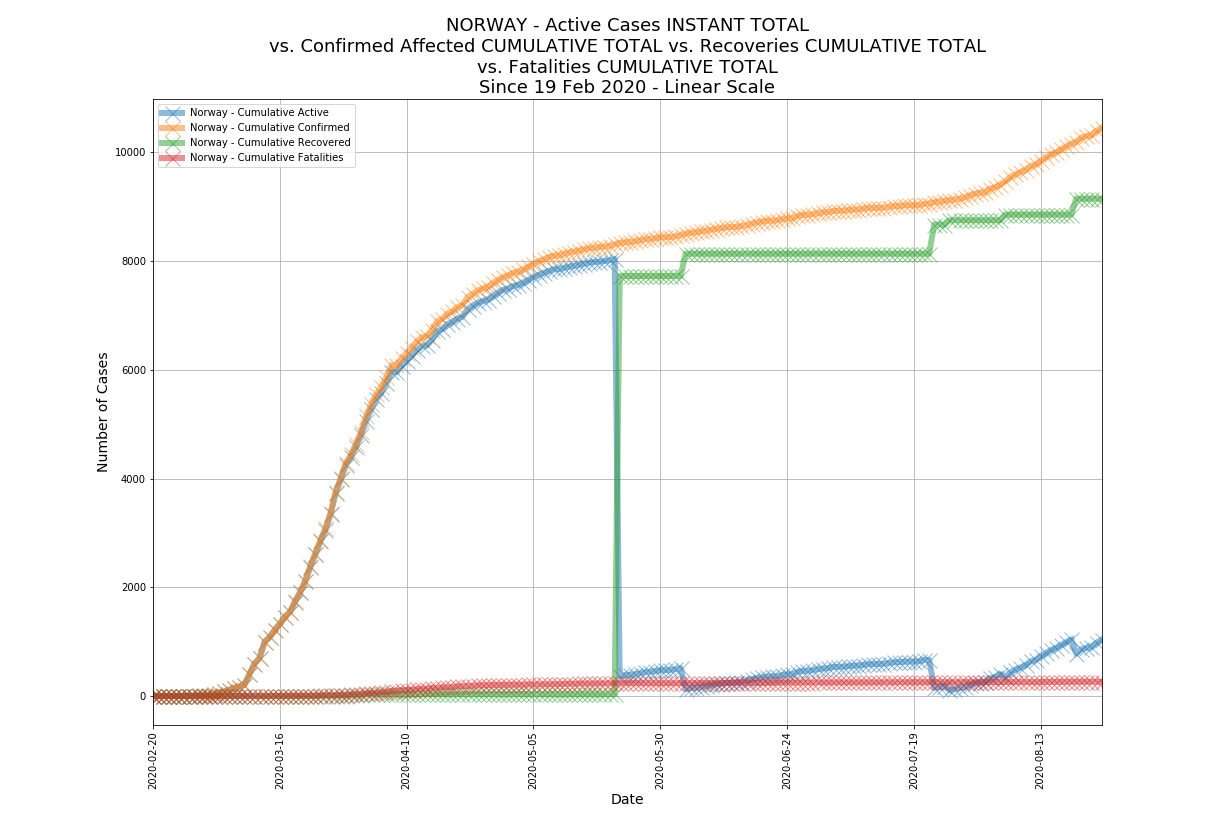 NORWAY - Active Cases INSTANT TOTAL
vs. Confirmed Affected CUMULATIVE TOTAL vs. Recoveries CUMULATIVE TOTAL
vs. Fatalities CUMULATIVE TOTAL
Since 19 Feb 2020 - Linear Scale
Norway - Cumulative Active
Norway - Cumulative Confirmed
Norway - Cumulative Recovered
Norway - Cumulative Fatalities
10000
8000
6000
4000
2000
0
Number of Cases
2020-02-20
2020-03-16
2020-04-10
2020-05-05
2020-05-30
2020-06-24
2020-07-19
2020-08-13
Date